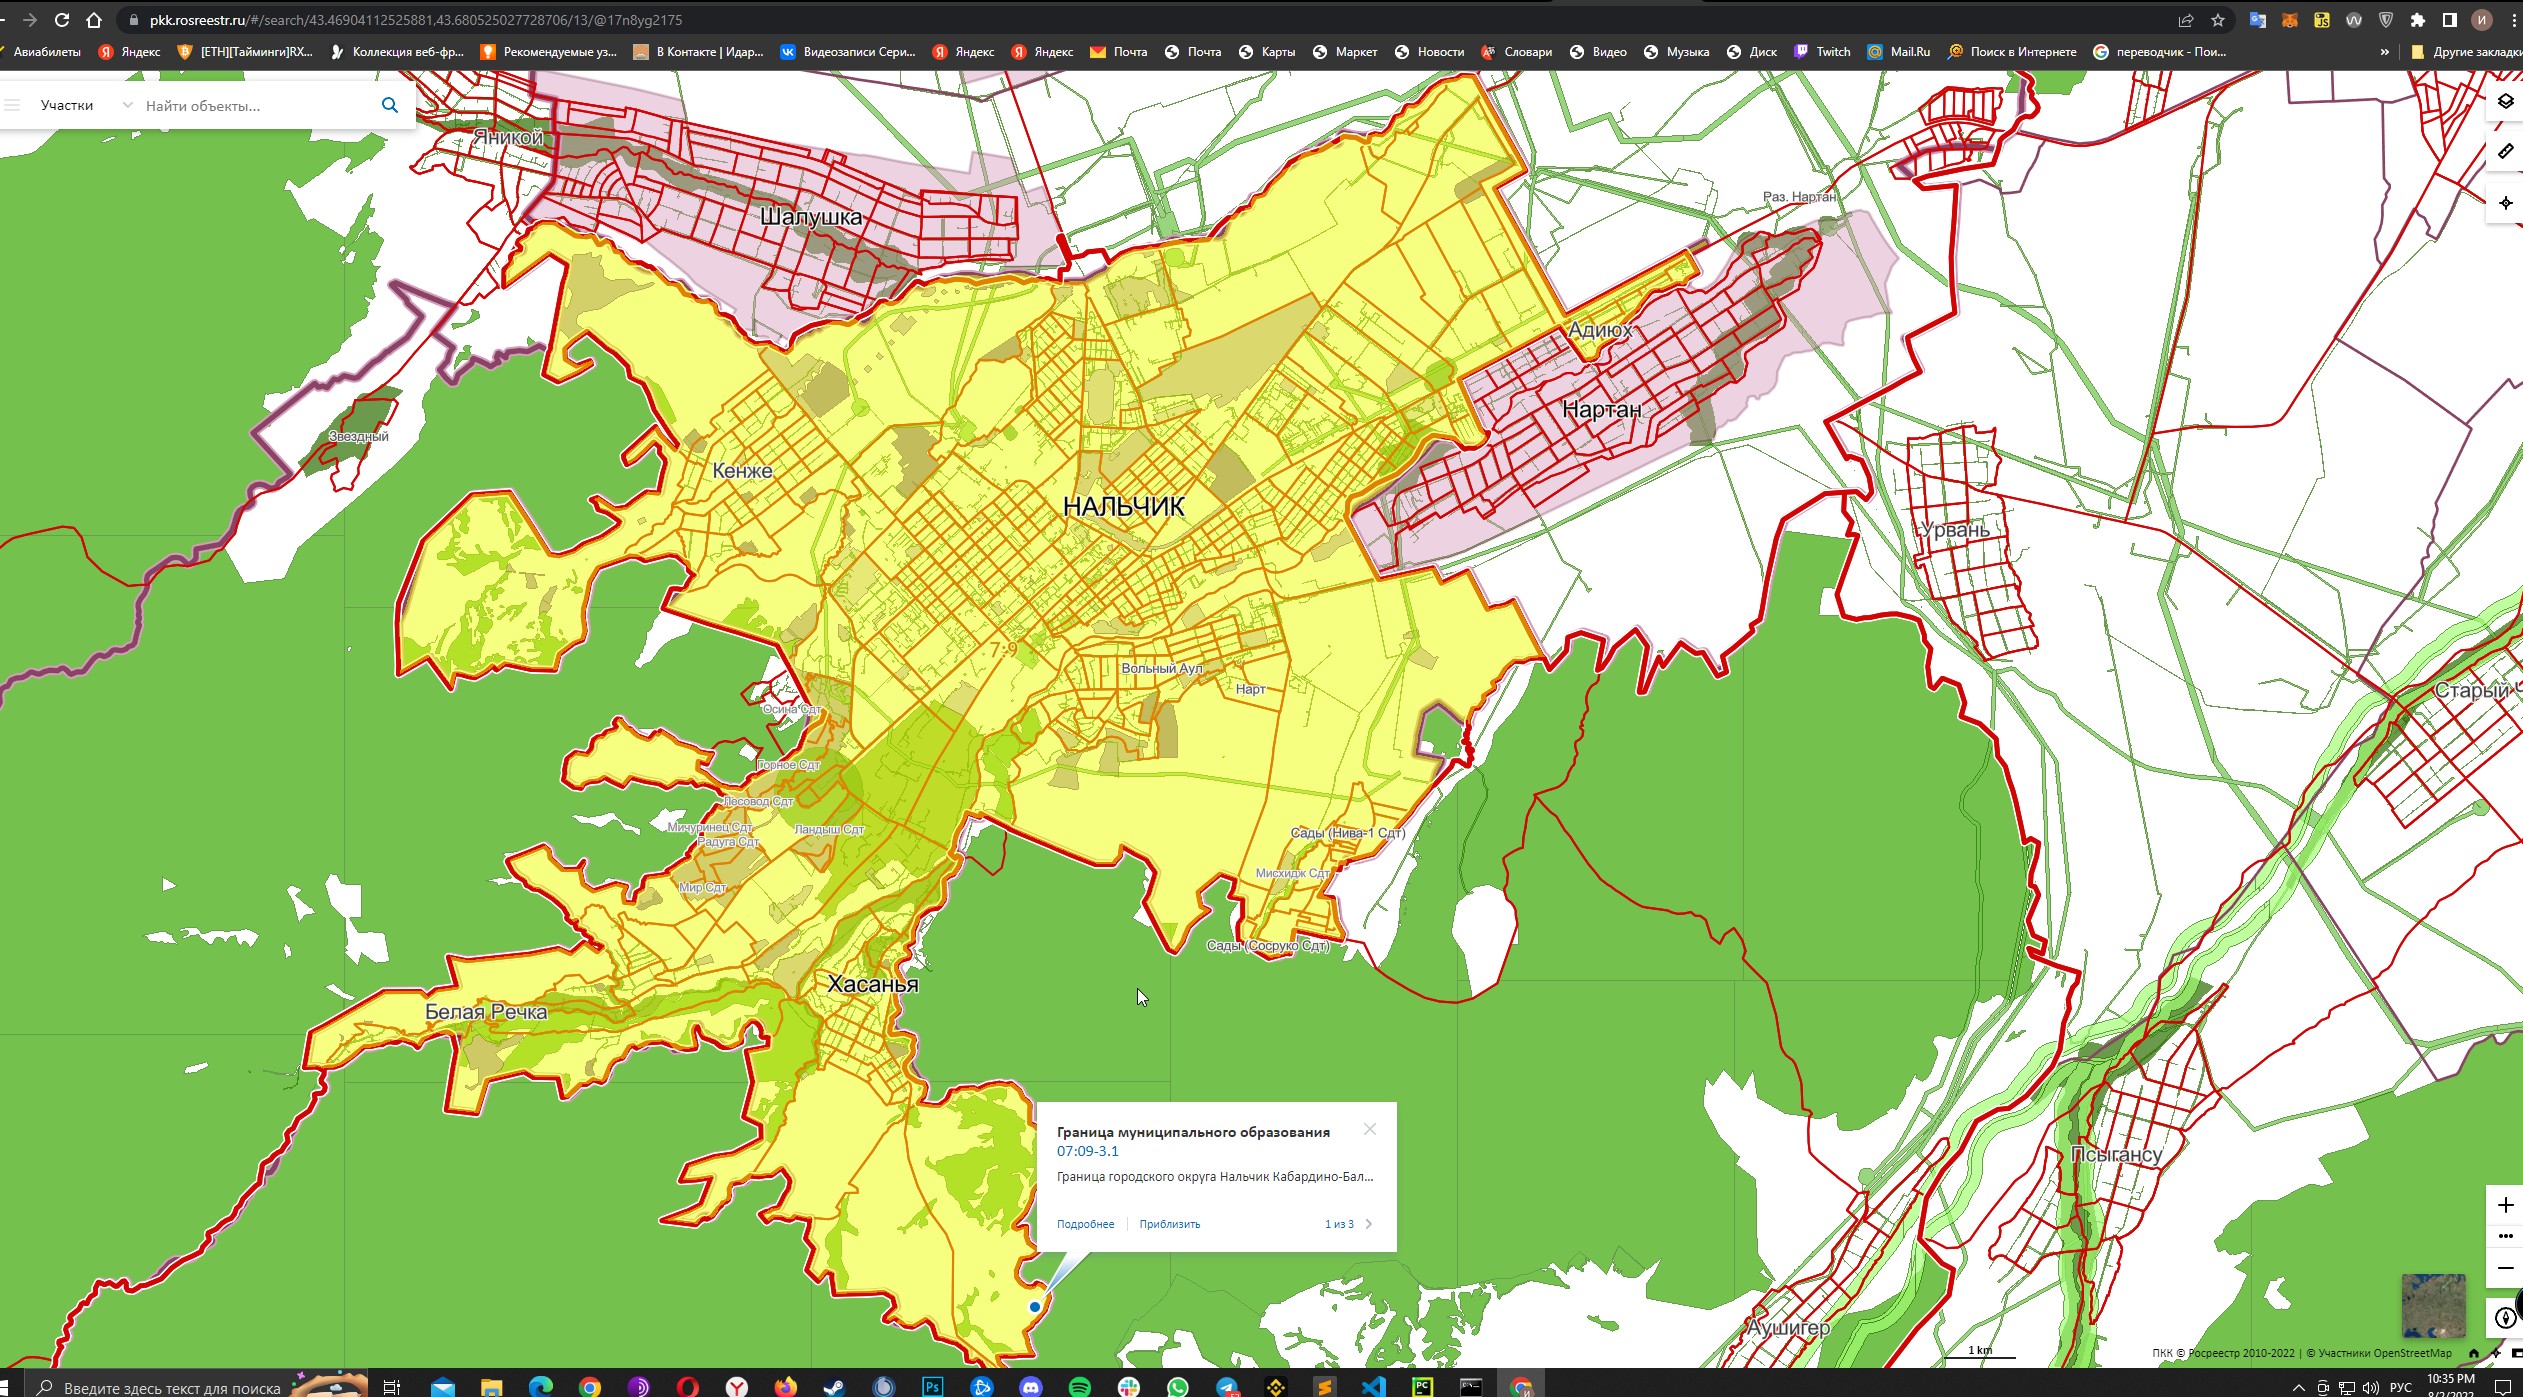 pkk.rosreestr.ru/#/search/43.46904112525881,43.680525027728706/13/@17n8yg2175
И
Авиабилеты
Яндекс
[ETH][Тайминги]RX...
Коллекция веб-фр...
Рекомендуемые уз...
В Контакте | Идар...
Видеозаписи Сери...
Яндекс
Яндекс
Почта
Почта
Карты
Маркет
Новости
Словари
Видео
Музыка
Диск
Twitch
Mail.Ru
Поиск в Интернете
переводчик - Пои...
»
Другие закладки
Участки
Найти объекты...
Яникой
Шалушка
Раз. Нартан
Адиюх
Нартан
Звездный
Кенже
НАЛЬЧИК
Урвань
7:9
Вольный Аул
Нарт
Осина Сдт
Старый Ч
Горное Сдт
Лесовод Сдт
Мичуринец Сдт
Ландыш Сдт
Радуга Сдт
Сады (Нива-1 Сдт)
Мисхидж Сдт
Мир Сдт
Сады (Сосруко Сдт)
Хасанья
Белая Речка
Граница муниципального образования
07:09-3.1
Граница городского округа Нальчик Кабардино-Бал...
Подробнее
Приблизить
1 из 3
Псыгансу
Аушигер
1 km
ПКК © Росреестр 2010-2022 | © Участники OpenStreetMap
Введите здесь текст для поиска
РУС
10:35 PM
8/2/2022